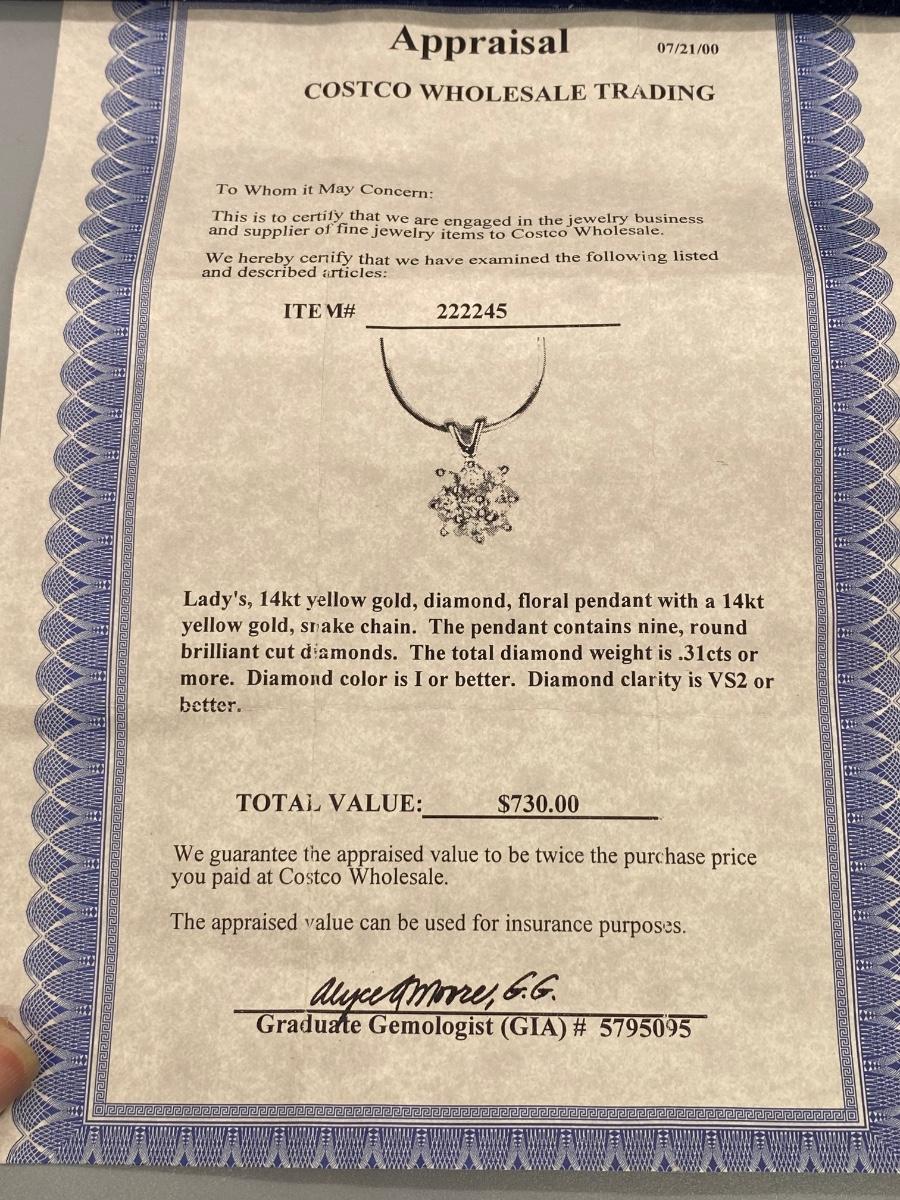 Appraisal 07/21/00
COSTCO WHOLESALE TRADING
To Whom it May Concern:
This is to certify that we are engaged in the jewelry business
and supplier of fine jewelry items to Costco Wholesale.
We hereby certify that we have examined the following listed
and described articles:
ITEM# 222245
Lady's, 14kt yellow gold, diamond, floral pendant with a 14kt
yellow gold, snake chain. The pendant contains nine, round
brilliant cut diamonds. The total diamond weight is .31cts or
more. Diamond color is I or better. Diamond clarity is VS2 or
better.
TOTAL VALUE: $730.00
We guarantee the appraised value to be twice the purchase price
you paid at Costco Wholesale.
The appraised value can be used for insurance purposes.
Alyce A Moore, G.G.
Graduate Gemologist (GIA) # 5795095